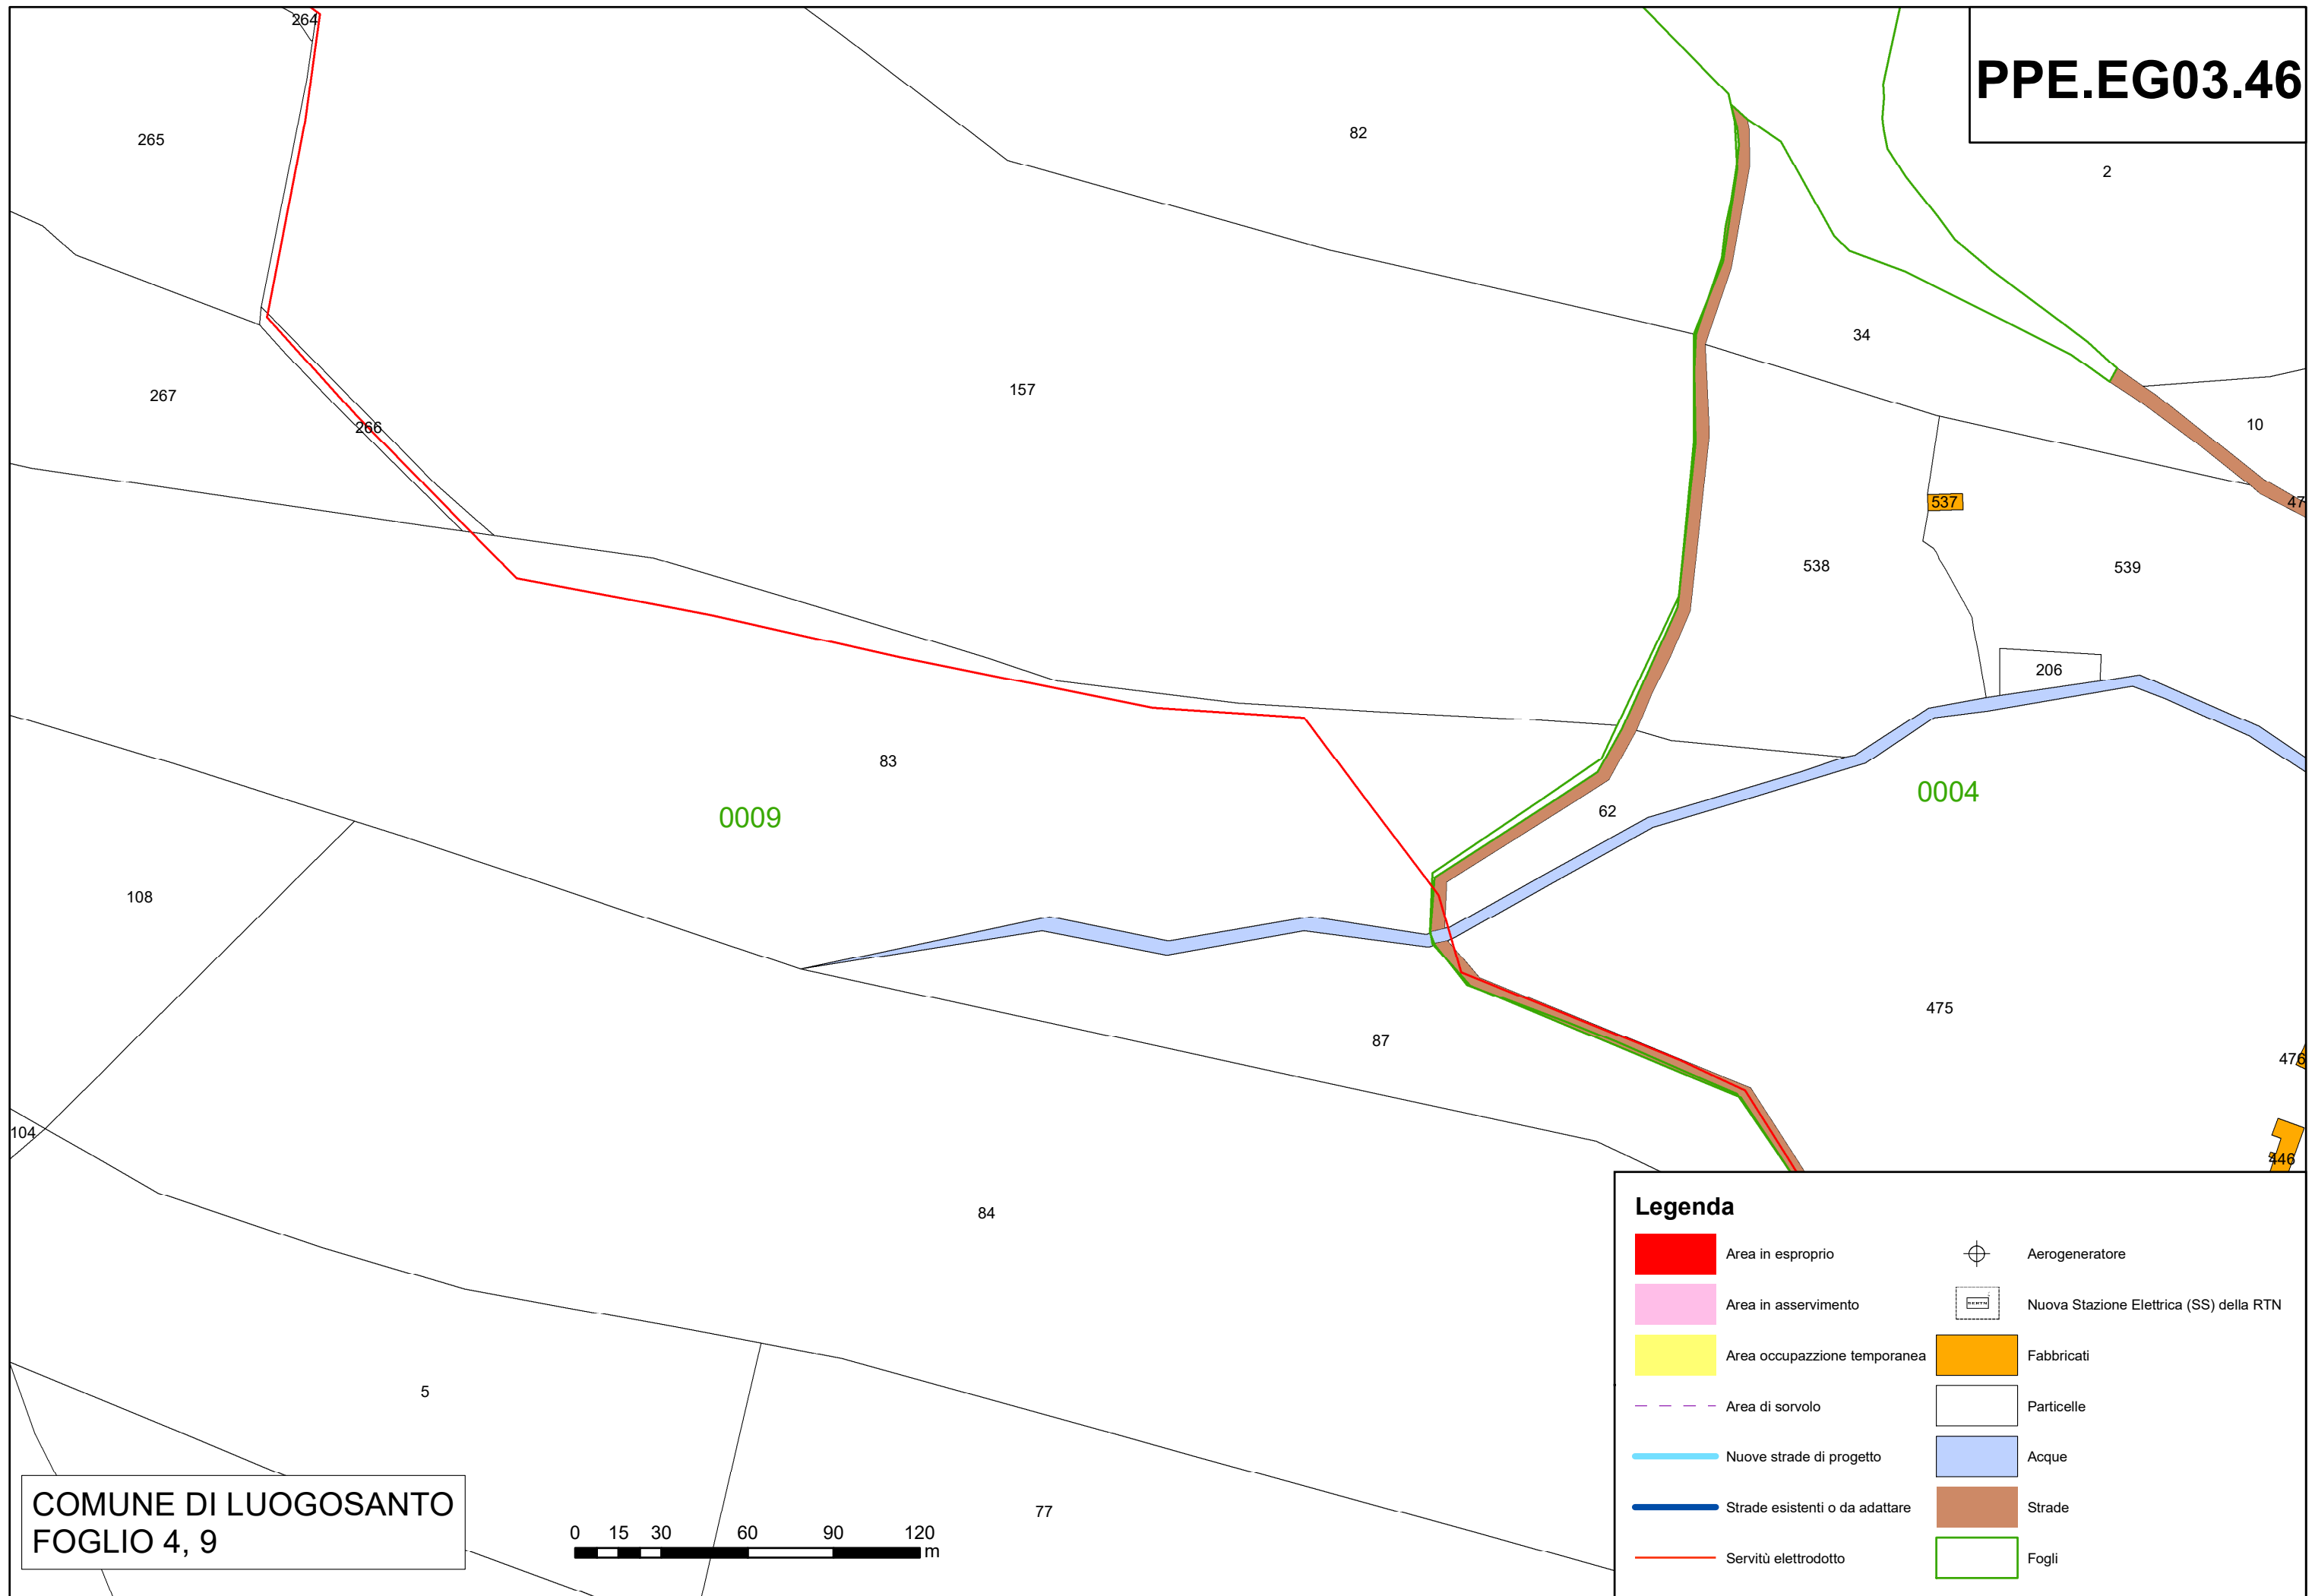 264
PPE.EG03.46
265
82
2
34
267
157
10
266
537
47
538
539
206
83
0009
62
0004
108
475
87
476
104
446
84
5
77
COMUNE DI LUOGOSANTO
FOGLIO 4, 9
0 15 30 60 90 120
m
Legenda
Area in esproprio
Aerogeneratore
Area in asservimento
Nuova Stazione Elettrica (SS) della RTN
Area occupazzione temporanea
Fabbricati
Area di sorvolo
Particelle
Nuove strade di progetto
Acque
Strade esistenti o da adattare
Strade
Servitù elettrodotto
Fogli